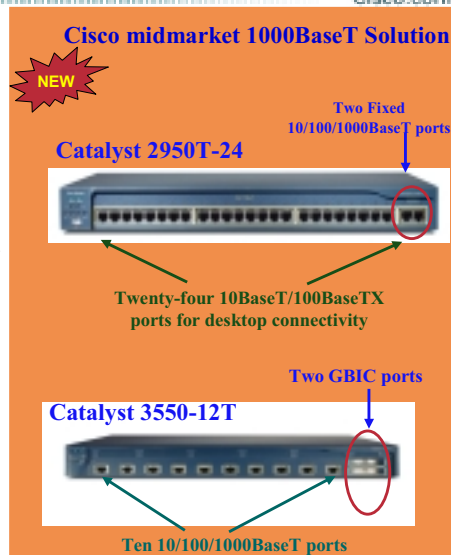 Cisco midmarket 1000BaseT Solution
NEW
Two Fixed
10/100/1000BaseT ports
Catalyst 2950T-24
Twenty-four 10BaseT/100BaseTX
ports for desktop connectivity
Two GBIC ports
Catalyst 3550-12T
Ten 10/100/1000BaseT ports